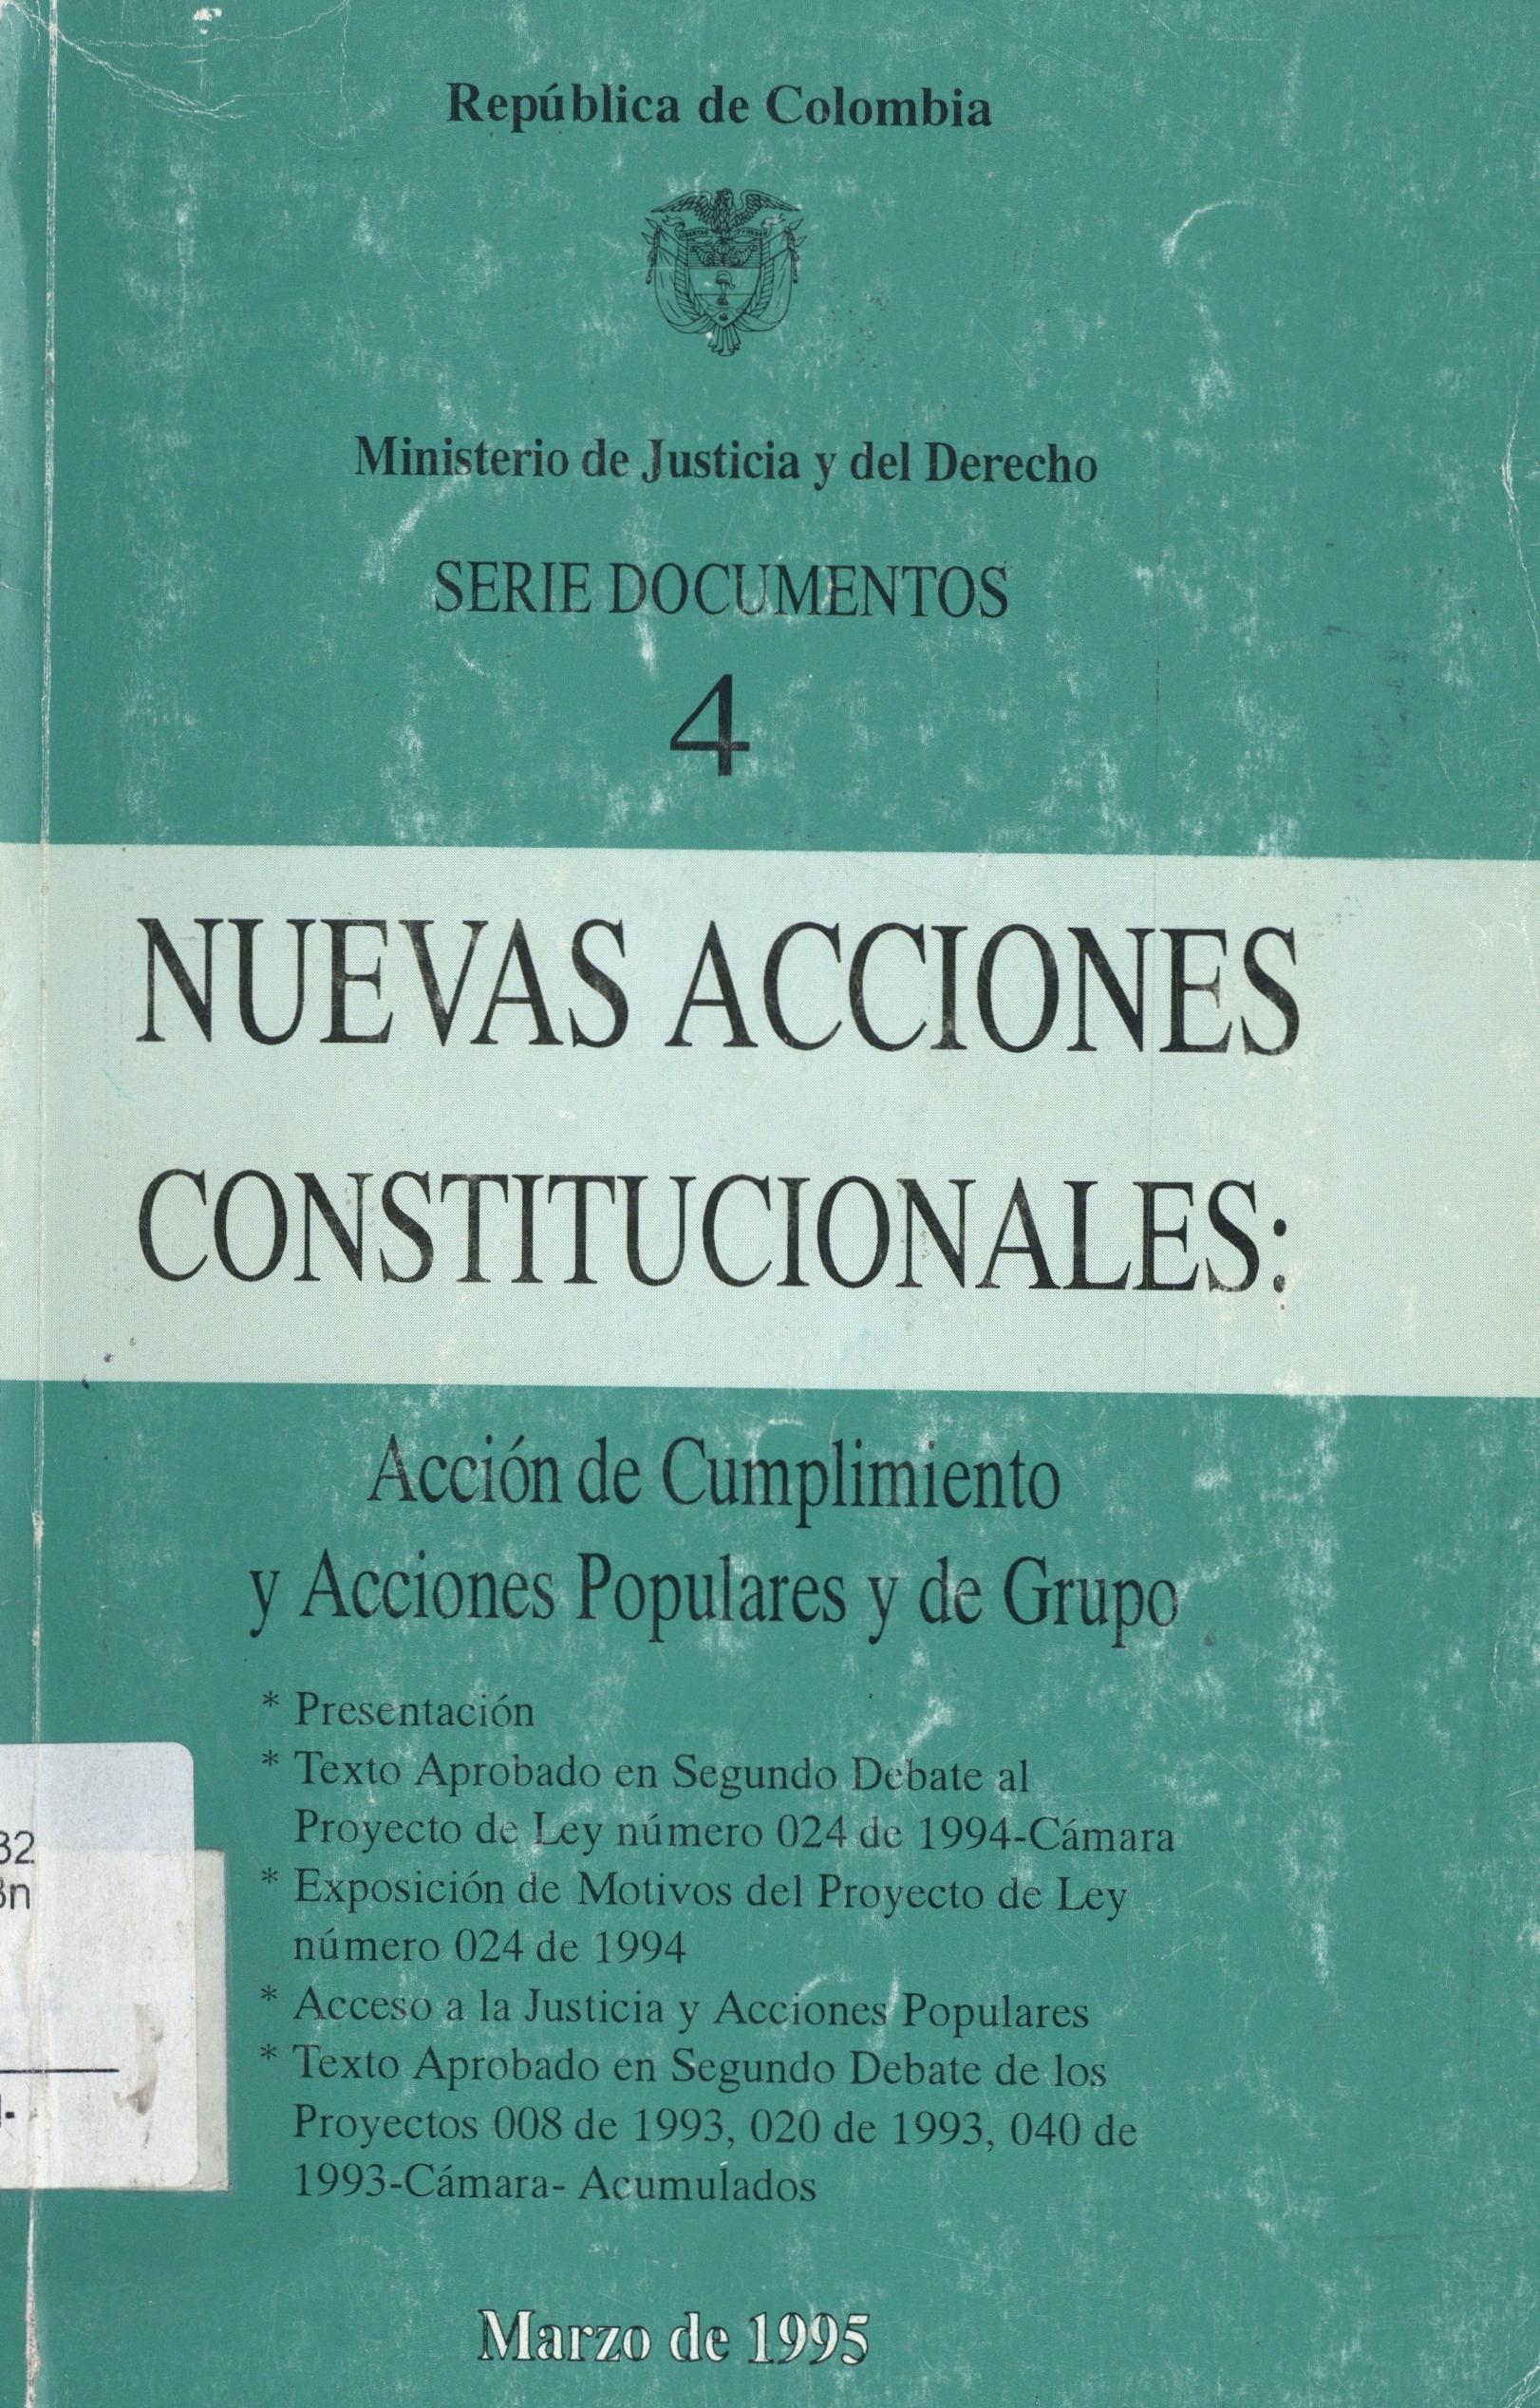 República de Colombia
Ministerio de Justicia y del Derecho
SERIE DOCUMENTOS
4
NUEVAS ACCIONES
CONSTITUCIONALES:
Acción de Cumplimiento
y Acciones Populares y de Grupo
* Presentación
* Texto Aprobado en Segundo Debate al
Proyecto de Ley número 024 de 1994-Cámara
* Exposición de Motivos del Proyecto de Ley
número 024 de 1994
* Acceso a la Justicia y Acciones Populares
* Texto Aprobado en Segundo Debate de los
Proyectos 008 de 1993, 020 de 1993, 040 de
1993-Cámara- Acumulados
Marzo de 1995